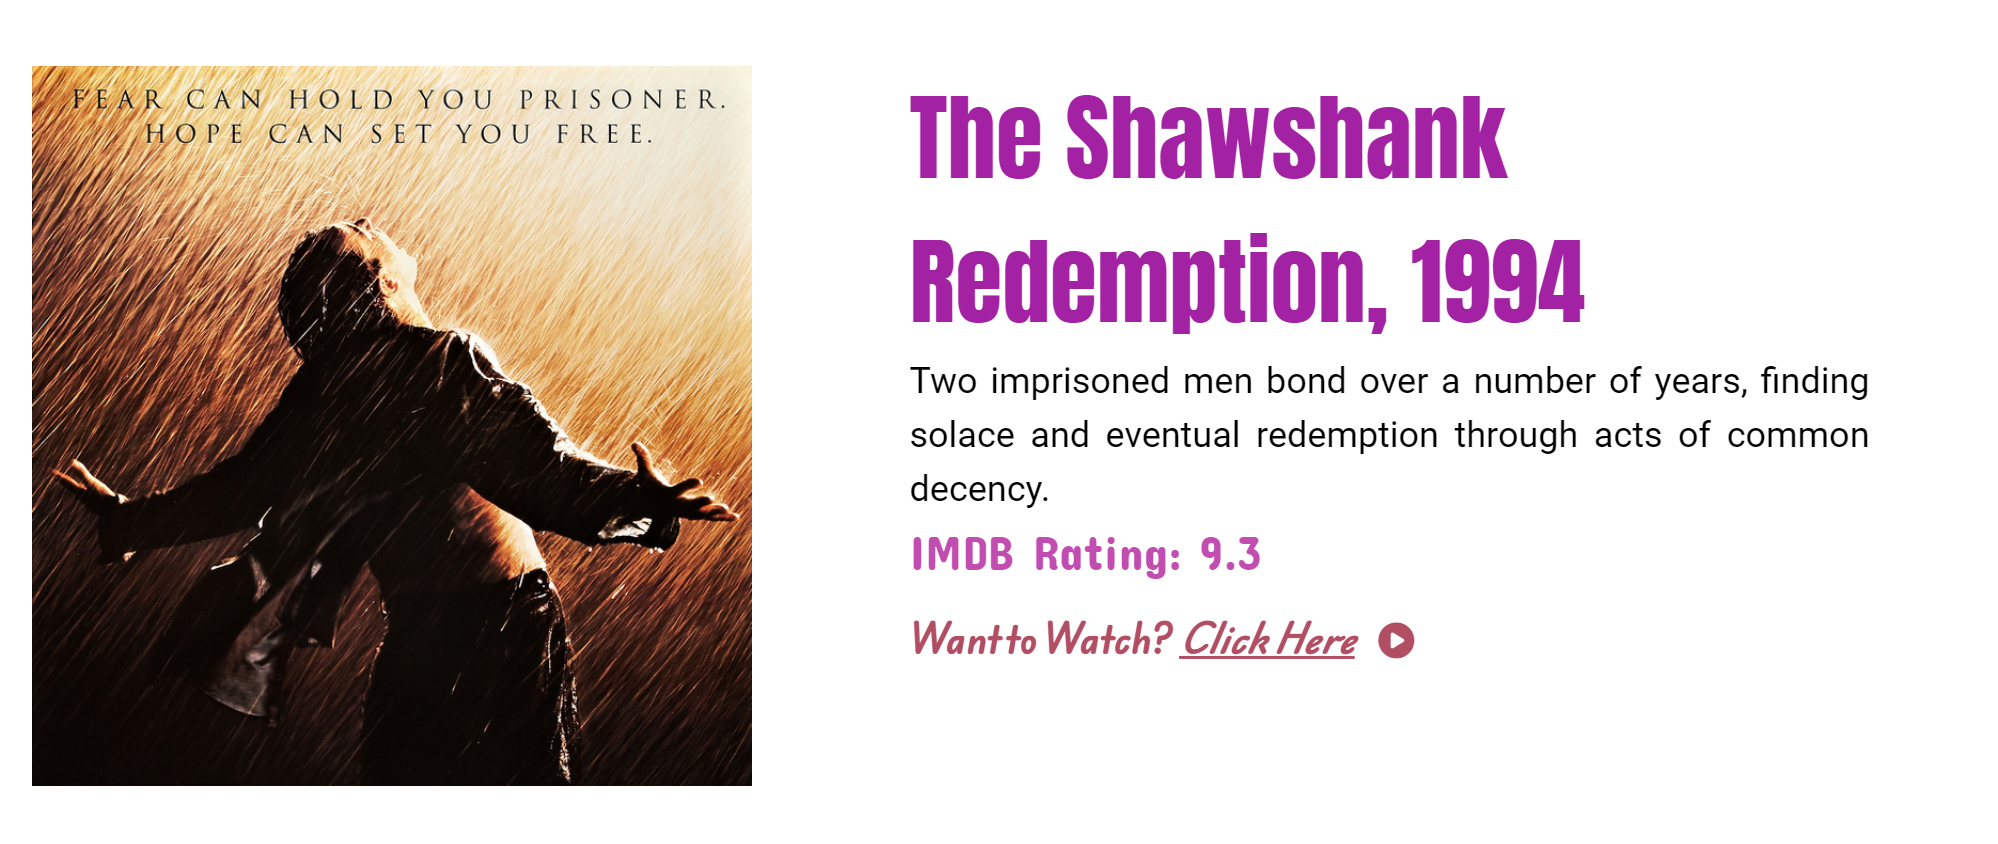 FEAR CAN HOLD YOU PRISONER.
HOPE CAN SET YOU FREE.
The Shawshank
Redemption, 1994
Two imprisoned men bond over a number of years, finding
solace and eventual redemption through acts of common
decency.
IMDB Rating: 9.3
Want to Watch? Click Here